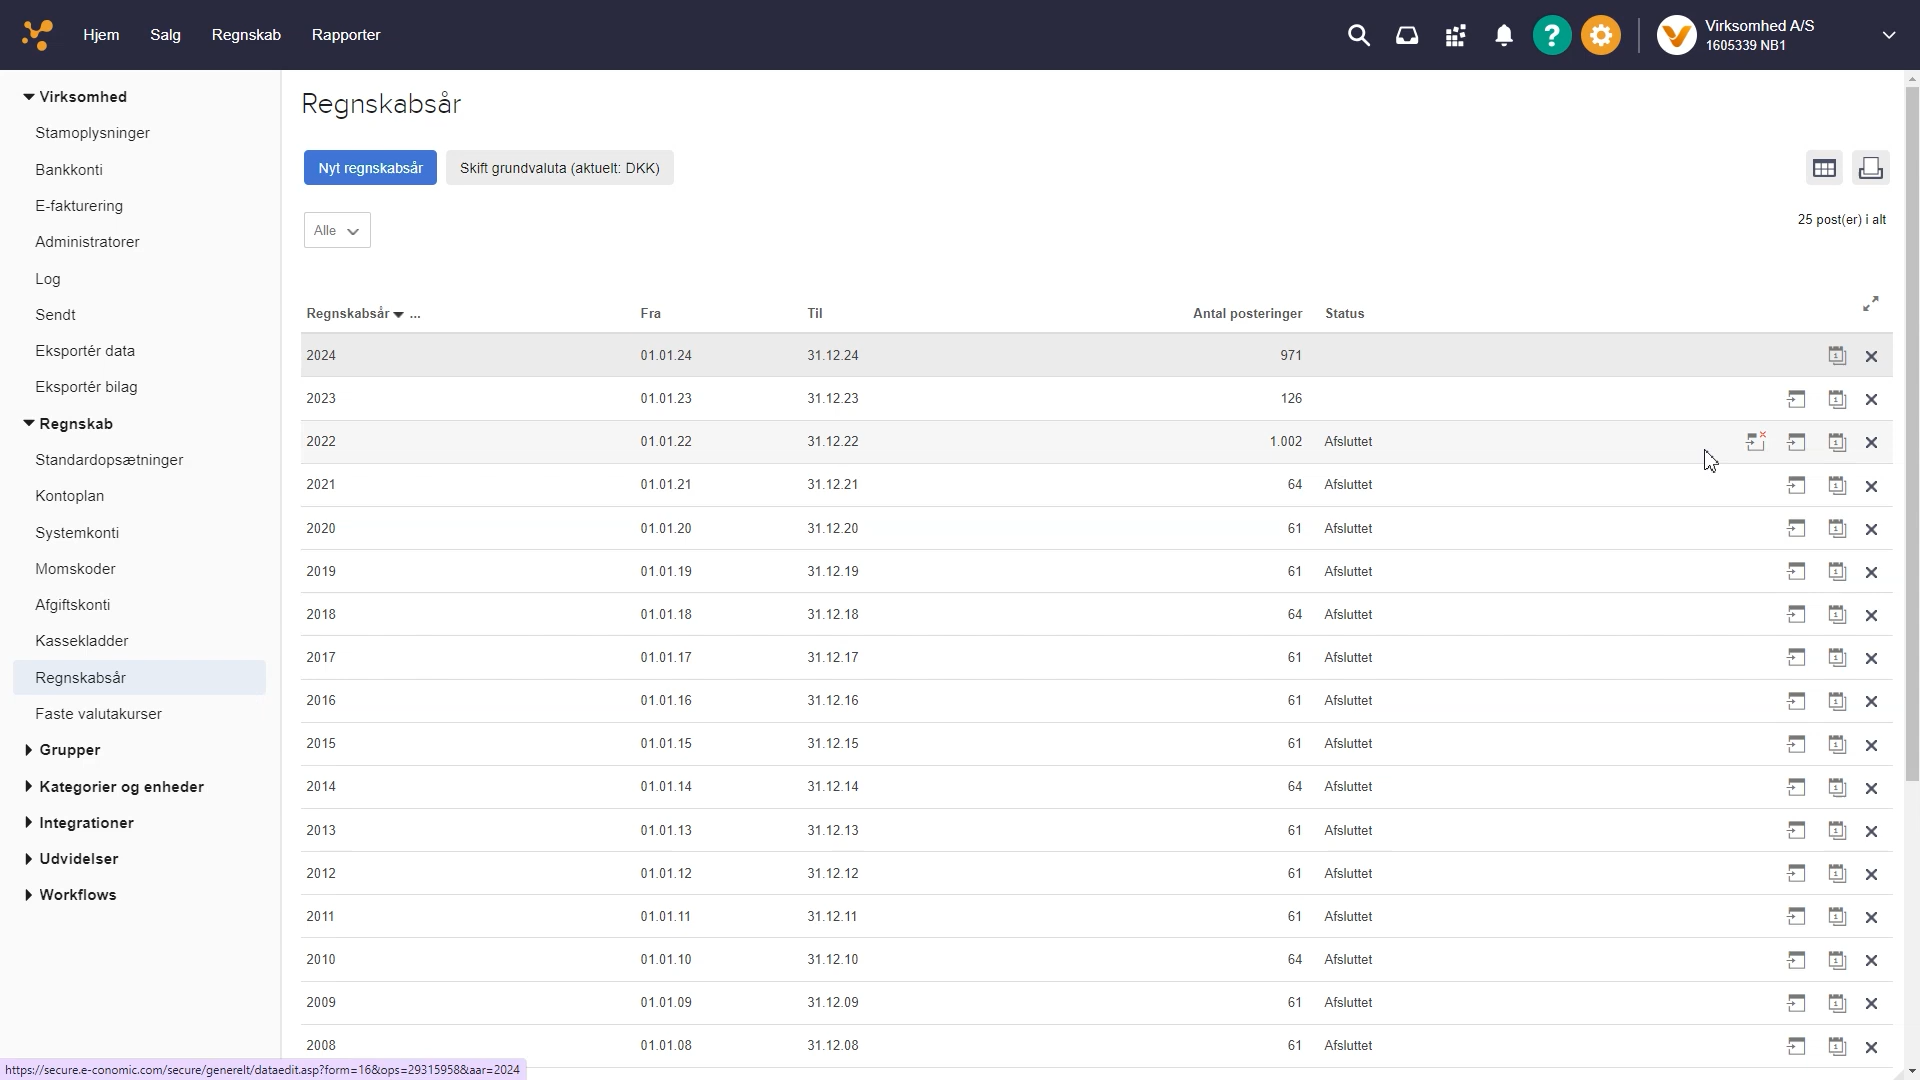 Hjem Salg Regnskab Rapporter
? Virksomhed A/S
1605339 NB1
Virksomhed
Stamoplysninger
Bankkonti
E-fakturering
Administratorer
Log
Sendt
Eksportér data
Eksportér bilag
Regnskab
Standardopsætninger
Kontoplan
Systemkonti
Momskoder
Afgiftskonti
Kassekladder
Regnskabsår
Faste valutakurser
Grupper
Kategorier og enheder
Integrationer
Udvidelser
Workflows
Regnskabsår
Nyt regnskabsår Skift grundvaluta (aktuelt: DKK)
Alle
25 post(er) i alt
Regnskabsår ... Fra Til Antal posteringer Status
2024 01.01.24 31.12.24 971
2023 01.01.23 31.12.23 126
2022 01.01.22 31.12.22 1.002 Afsluttet
2021 01.01.21 31.12.21 64 Afsluttet
2020 01.01.20 31.12.20 61 Afsluttet
2019 01.01.19 31.12.19 61 Afsluttet
2018 01.01.18 31.12.18 64 Afsluttet
2017 01.01.17 31.12.17 61 Afsluttet
2016 01.01.16 31.12.16 61 Afsluttet
2015 01.01.15 31.12.15 61 Afsluttet
2014 01.01.14 31.12.14 64 Afsluttet
2013 01.01.13 31.12.13 61 Afsluttet
2012 01.01.12 31.12.12 61 Afsluttet
2011 01.01.11 31.12.11 61 Afsluttet
2010 01.01.10 31.12.10 64 Afsluttet
2009 01.01.09 31.12.09 61 Afsluttet
2008 01.01.08 31.12.08 61 Afsluttet
https://secure.e-conomic.com/secure/generelt/dataedit.asp?form=16&ops=29315958&aar=2024